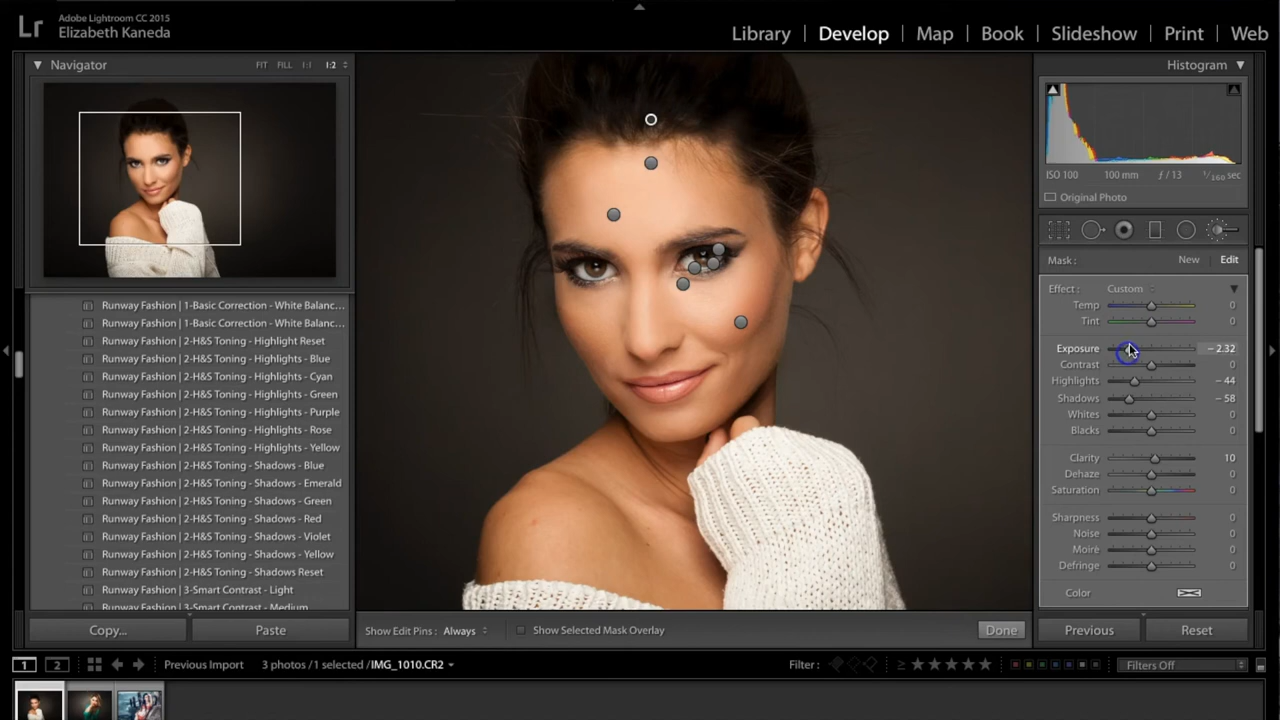 Lr
Adobe Lightroom CC 2015
Elizabeth Kaneda
Library | Develop | Map | Book | Slideshow | Print | Web
Navigator
FIT FILL 1:1 1:2
Runway Fashion | 1-Basic Correction - White Balanc...
Runway Fashion | 1-Basic Correction - White Balanc...
Runway Fashion | 2-H&S Toning - Highlight Reset
Runway Fashion | 2-H&S Toning - Highlights - Blue
Runway Fashion | 2-H&S Toning - Highlights - Cyan
Runway Fashion | 2-H&S Toning - Highlights - Green
Runway Fashion | 2-H&S Toning - Highlights - Purple
Runway Fashion | 2-H&S Toning - Highlights - Rose
Runway Fashion | 2-H&S Toning - Highlights - Yellow
Runway Fashion | 2-H&S Toning - Shadows - Blue
Runway Fashion | 2-H&S Toning - Shadows - Emerald
Runway Fashion | 2-H&S Toning - Shadows - Green
Runway Fashion | 2-H&S Toning - Shadows - Red
Runway Fashion | 2-H&S Toning - Shadows - Violet
Runway Fashion | 2-H&S Toning - Shadows - Yellow
Runway Fashion | 2-H&S Toning - Shadows Reset
Runway Fashion | 3-Smart Contrast - Light
Runway Fashion | 3-Smart Contrast - Medium
Copy... Paste
Show Edit Pins : Always Show Selected Mask Overlay Done
Histogram
ISO 100 100 mm ƒ / 13 1/160 sec
Original Photo
Mask : New Edit
Effect : Custom
Temp 0
Tint 0
Exposure – 2.32
Contrast 0
Highlights – 44
Shadows – 58
Whites 0
Blacks 0
Clarity 10
Dehaze 0
Saturation 0
Sharpness 0
Noise 0
Moiré 0
Defringe 0
Color
Previous Reset
1 2 Previous Import 3 photos / 1 selected / IMG_1010.CR2 Filter : ≥ Filters Off